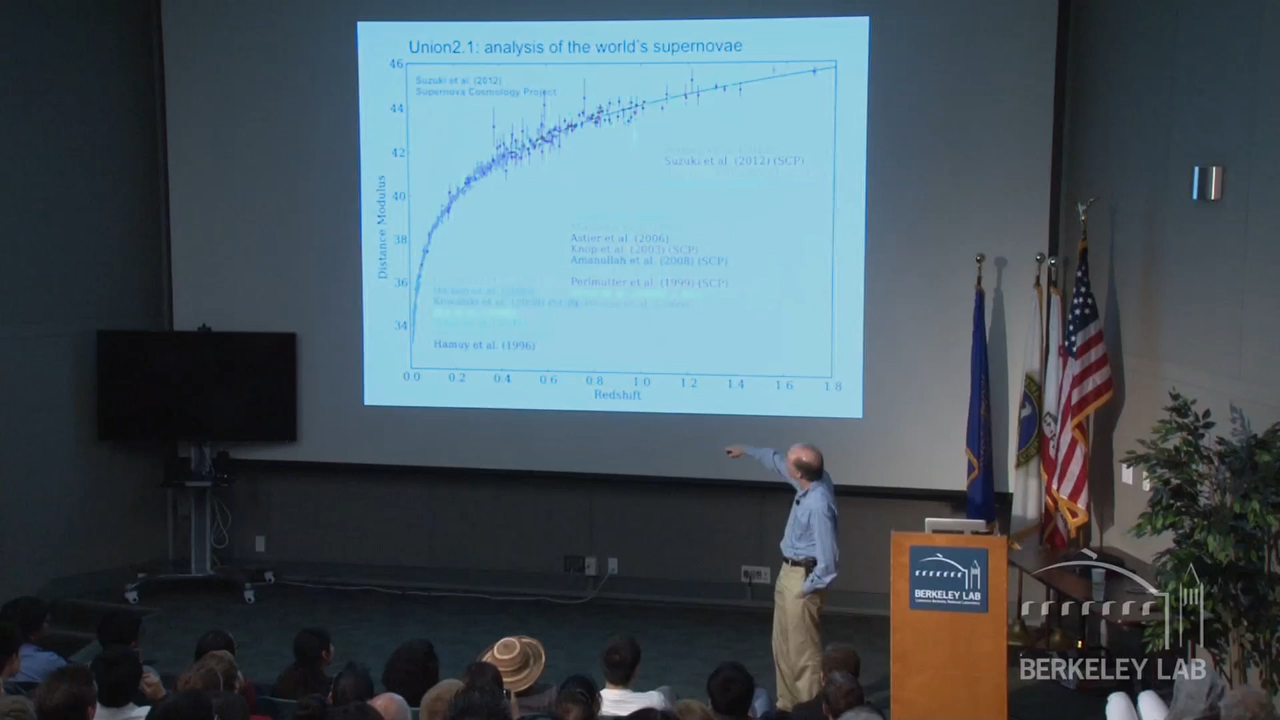 Union2.1: analysis of the world's supernovae
46
44
42
40
38
36
34
Distance Modulus
Suzuki et al. (2012)
Supernova Cosmology Project
Suzuki et al. (2012) (SCP)
Astier et al. (2006)
Knop et al. (2003) (SCP)
Amanullah et al. (2008) (SCP)
Perlmutter et al. (1999) (SCP)
Hamuy et al. (1996)
0.0 0.2 0.4 0.6 0.8 1.0 1.2 1.4 1.6 1.8
Redshift
BERKELEY LAB
Lawrence Berkeley National Laboratory
BERKELEY LAB